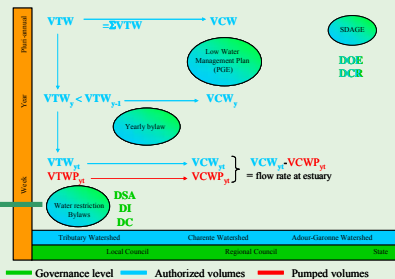 Pluri-annual
VTW
VCW
=ΣVTW
SDAGE
Low Water
Management Plan
(PGE)
DOE
DCR
Year
VTWy < VTWy-1
VCWy
Yearly bylaw
Week
VTWyt
VCWyt
VTWPyt
VCWPyt
VCWyt-VCWPyt
= flow rate at estuary
Water restriction
Bylaws
DSA
DI
DC
Tributary Watershed
Charente Watershed
Adour-Garonne Watershed
Local Council
Regional Council
State
Governance level
Authorized volumes
Pumped volumes